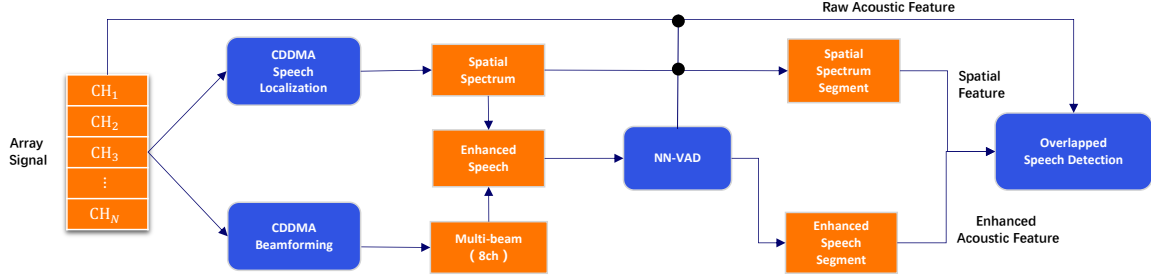 Raw Acoustic Feature
Array
Signal
CH1
CH2
CH3
⋮
CHN
CDDMA
Speech
Localization
CDDMA
Beamforming
Spatial
Spectrum
Enhanced
Speech
Multi-beam
( 8ch )
NN-VAD
Spatial
Spectrum
Segment
Enhanced
Speech
Segment
Spatial
Feature
Enhanced
Acoustic Feature
Overlapped
Speech Detection